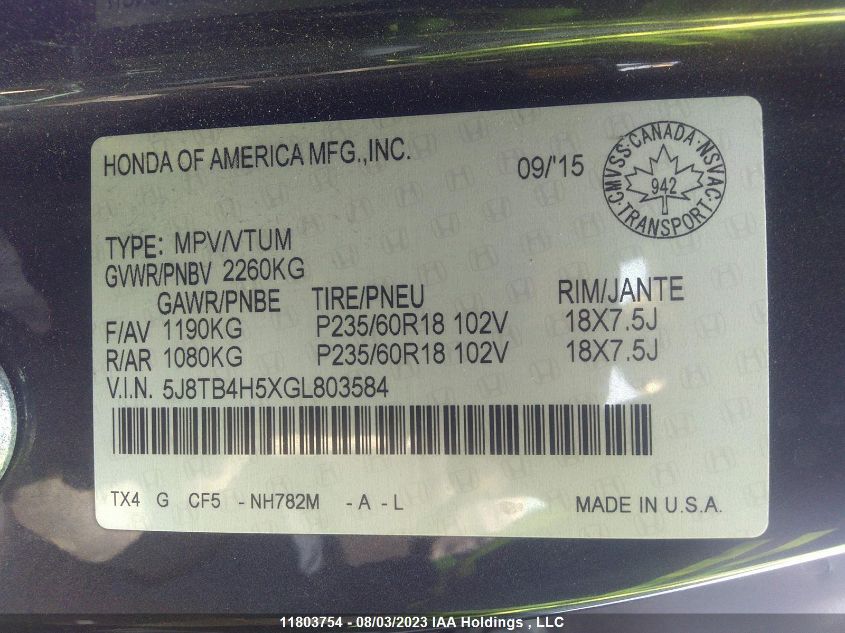 HONDA OF AMERICA MFG.,INC.
09/'15
CMVSS·CANADA·NSVAC·
942
TRANSPORT
TYPE: MPV/VTUM
GVWR/PNBV 2260KG
GAWR/PNBE TIRE/PNEU RIM/JANTE
F/AV 1190KG P235/60R18 102V 18X7.5J
R/AR 1080KG P235/60R18 102V 18X7.5J
V.I.N. 5J8TB4H5XGL803584
TX4 G CF5 - NH782M - A - L MADE IN U.S.A.
11803754 - 08/03/2023 IAA Holdings , LLC